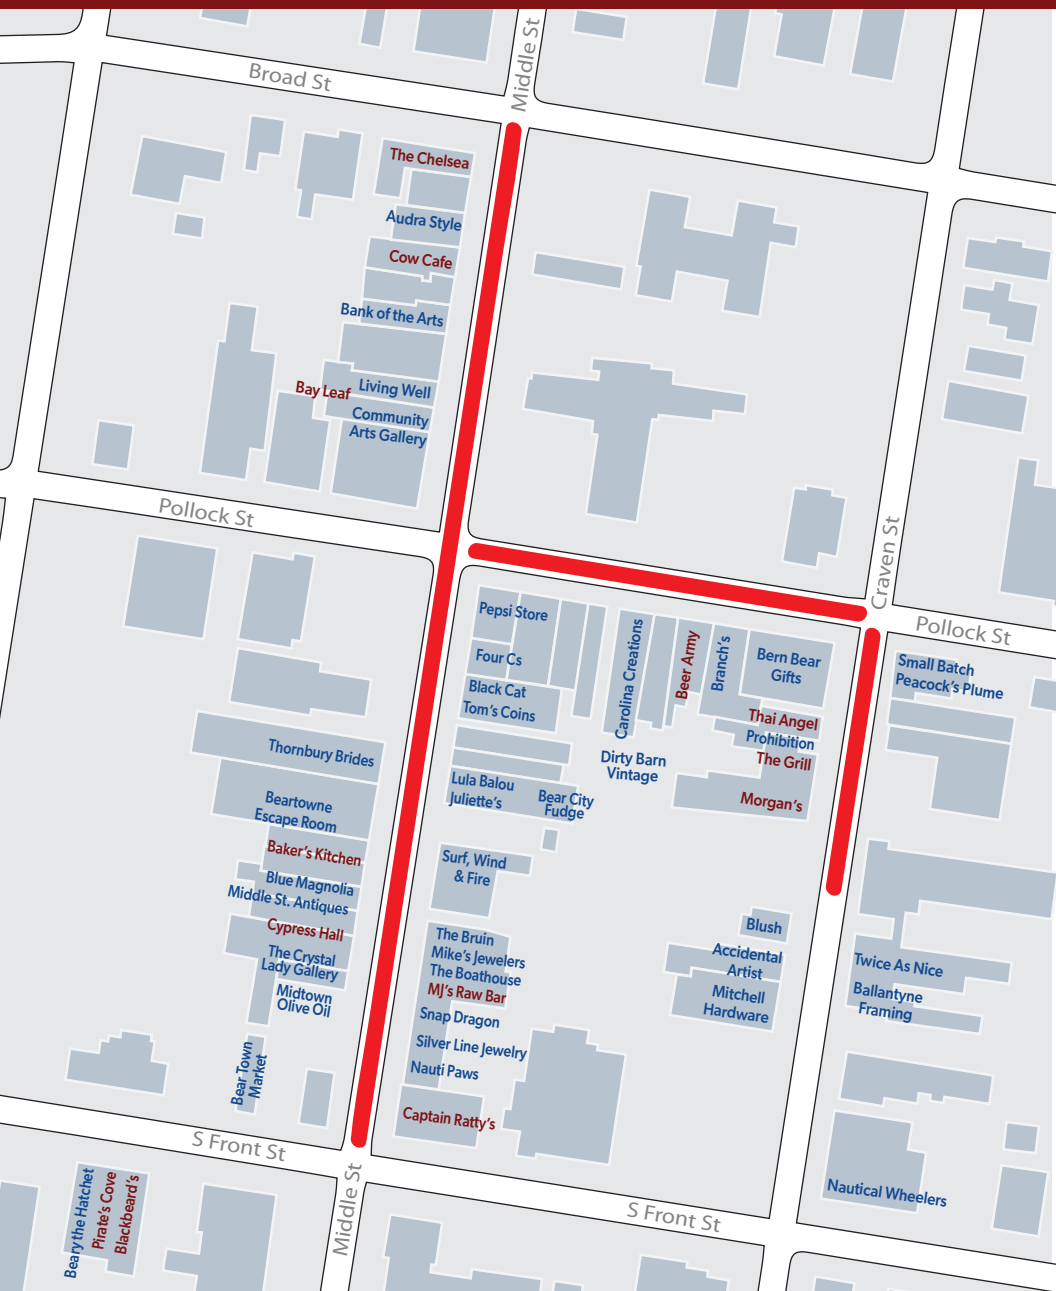 Broad St
Middle St
The Chelsea
Audra Style
Cow Cafe
Bank of the Arts
Bay Leaf
Living Well
Community
Arts Gallery
Pollock St
Craven St
Pollock St
Pepsi Store
Four Cs
Black Cat
Tom's Coins
Carolina Creations
Beer Army
Branch's
Bern Bear
Gifts
Thai Angel
Prohibition
The Grill
Morgan's
Dirty Barn
Vintage
Small Batch
Peacock's Plume
Thornbury Brides
Lula Balou
Juliette's
Bear City
Fudge
Beartowne
Escape Room
Baker's Kitchen
Blue Magnolia
Middle St. Antiques
Cypress Hall
The Crystal
Lady Gallery
Midtown
Olive Oil
Bear Town
Market
Surf, Wind
& Fire
The Bruin
Mike's Jewelers
The Boathouse
MJ's Raw Bar
Snap Dragon
Silver Line Jewelry
Nauti Paws
Captain Ratty's
Blush
Accidental
Artist
Mitchell
Hardware
Twice As Nice
Ballantyne
Framing
Nautical Wheelers
S Front St
Middle St
S Front St
Beary the Hatchet
Pirate's Cove
Blackbeard's